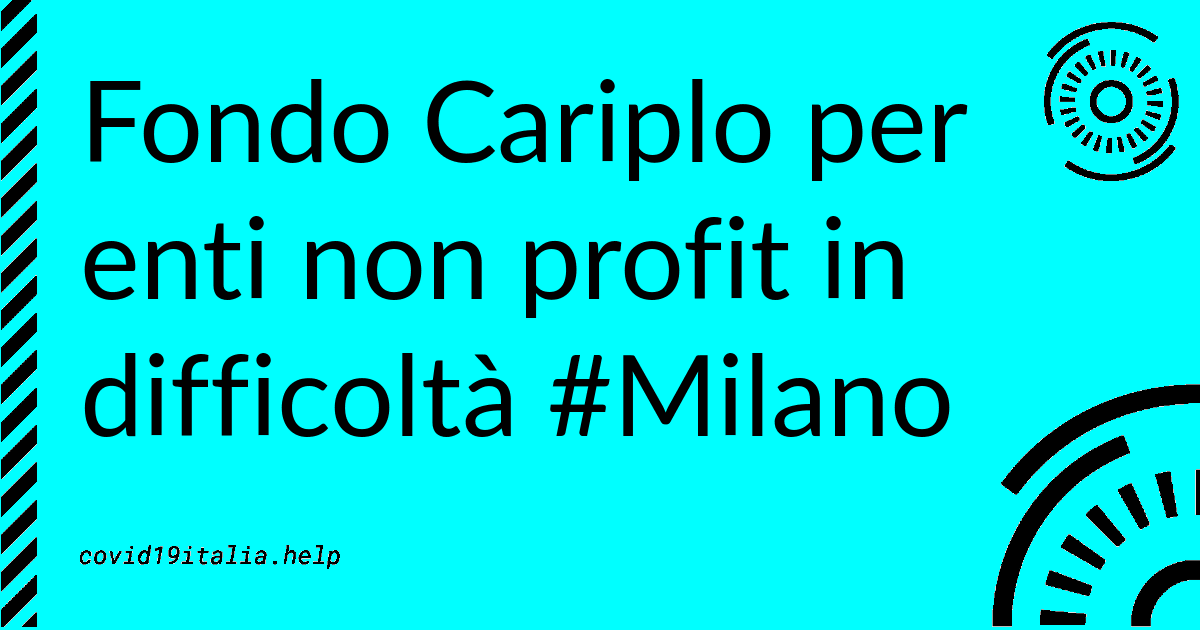 Fondo Cariplo per
enti non profit in
difficoltà #Milano
covid19italia.help